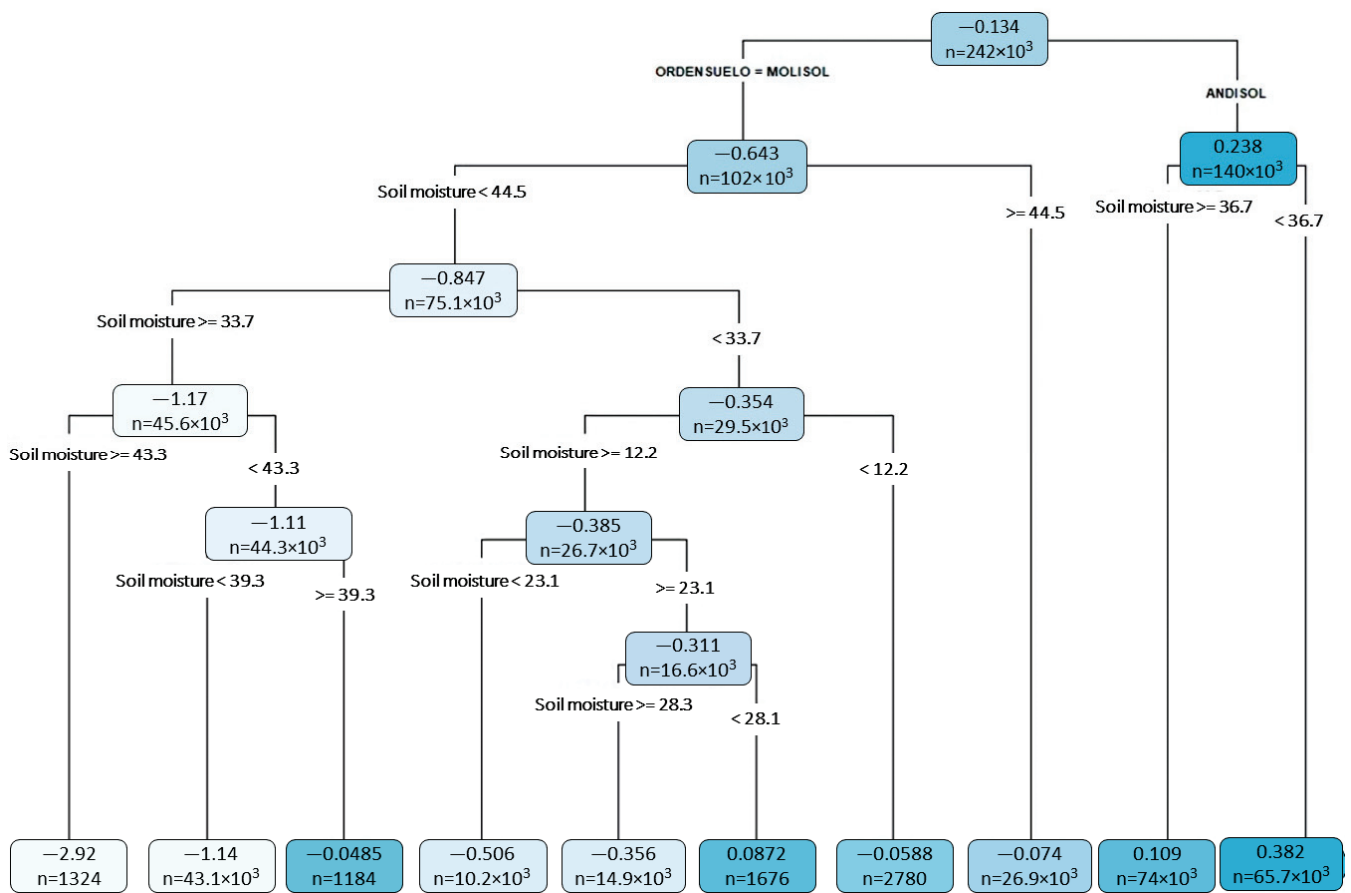 —0.134
n=242×10³
ORDENSUELO = MOLISOL
ANDISOL
—0.643
n=102×10³
0.238
n=140×10³
Soil moisture < 44.5
>= 44.5
Soil moisture >= 36.7
< 36.7
—0.847
n=75.1×10³
Soil moisture >= 33.7
< 33.7
—1.17
n=45.6×10³
—0.354
n=29.5×10³
Soil moisture >= 43.3
< 43.3
Soil moisture >= 12.2
< 12.2
—1.11
n=44.3×10³
—0.385
n=26.7×10³
Soil moisture < 39.3
>= 39.3
Soil moisture < 23.1
>= 23.1
—0.311
n=16.6×10³
Soil moisture >= 28.3
< 28.1
—2.92
n=1324
—1.14
n=43.1×10³
—0.0485
n=1184
—0.506
n=10.2×10³
—0.356
n=14.9×10³
0.0872
n=1676
—0.0588
n=2780
—0.074
n=26.9×10³
0.109
n=74×10³
0.382
n=65.7×10³